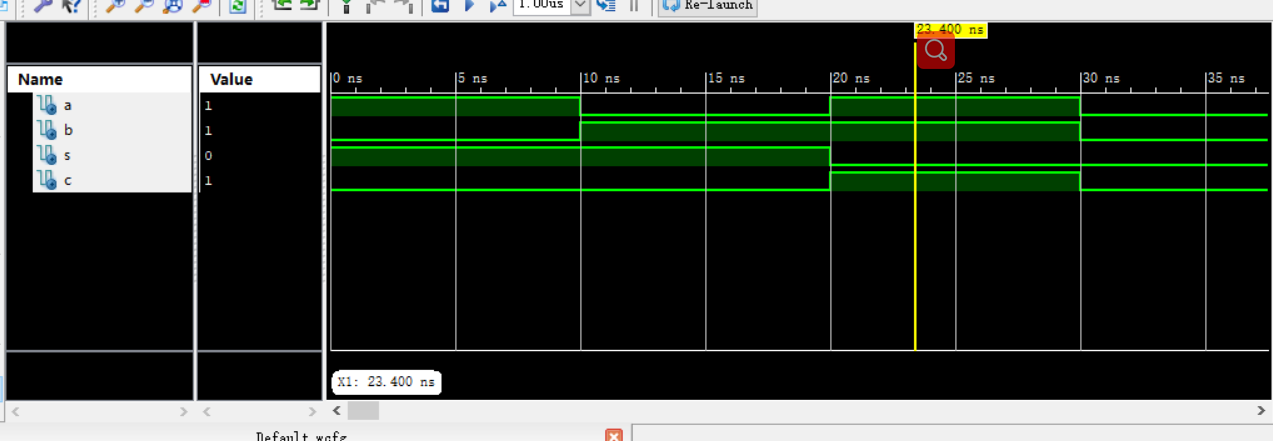 1.00us Re-launch
23.400 ns
Name Value
0 ns 5 ns 10 ns 15 ns 20 ns 25 ns 30 ns 35 ns
a 1
b 1
s 0
c 1
X1: 23.400 ns
Default.wcfg